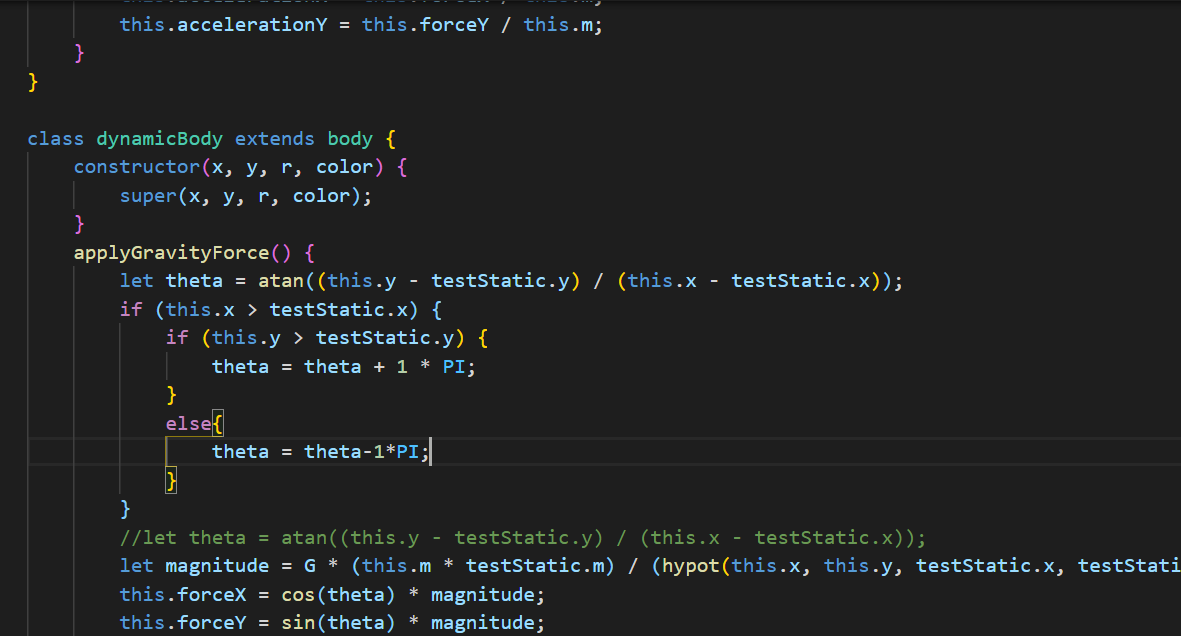 this.accelerationY = this.forceY / this.m;
}
}
class dynamicBody extends body {
constructor(x, y, r, color) {
super(x, y, r, color);
}
applyGravityForce() {
let theta = atan((this.y - testStatic.y) / (this.x - testStatic.x));
if (this.x > testStatic.x) {
if (this.y > testStatic.y) {
theta = theta + 1 * PI;
}
else{
theta = theta-1*PI;
}
}
//let theta = atan((this.y - testStatic.y) / (this.x - testStatic.x));
let magnitude = G * (this.m * testStatic.m) / (hypot(this.x, this.y, testStatic.x, testStati
this.forceX = cos(theta) * magnitude;
this.forceY = sin(theta) * magnitude;